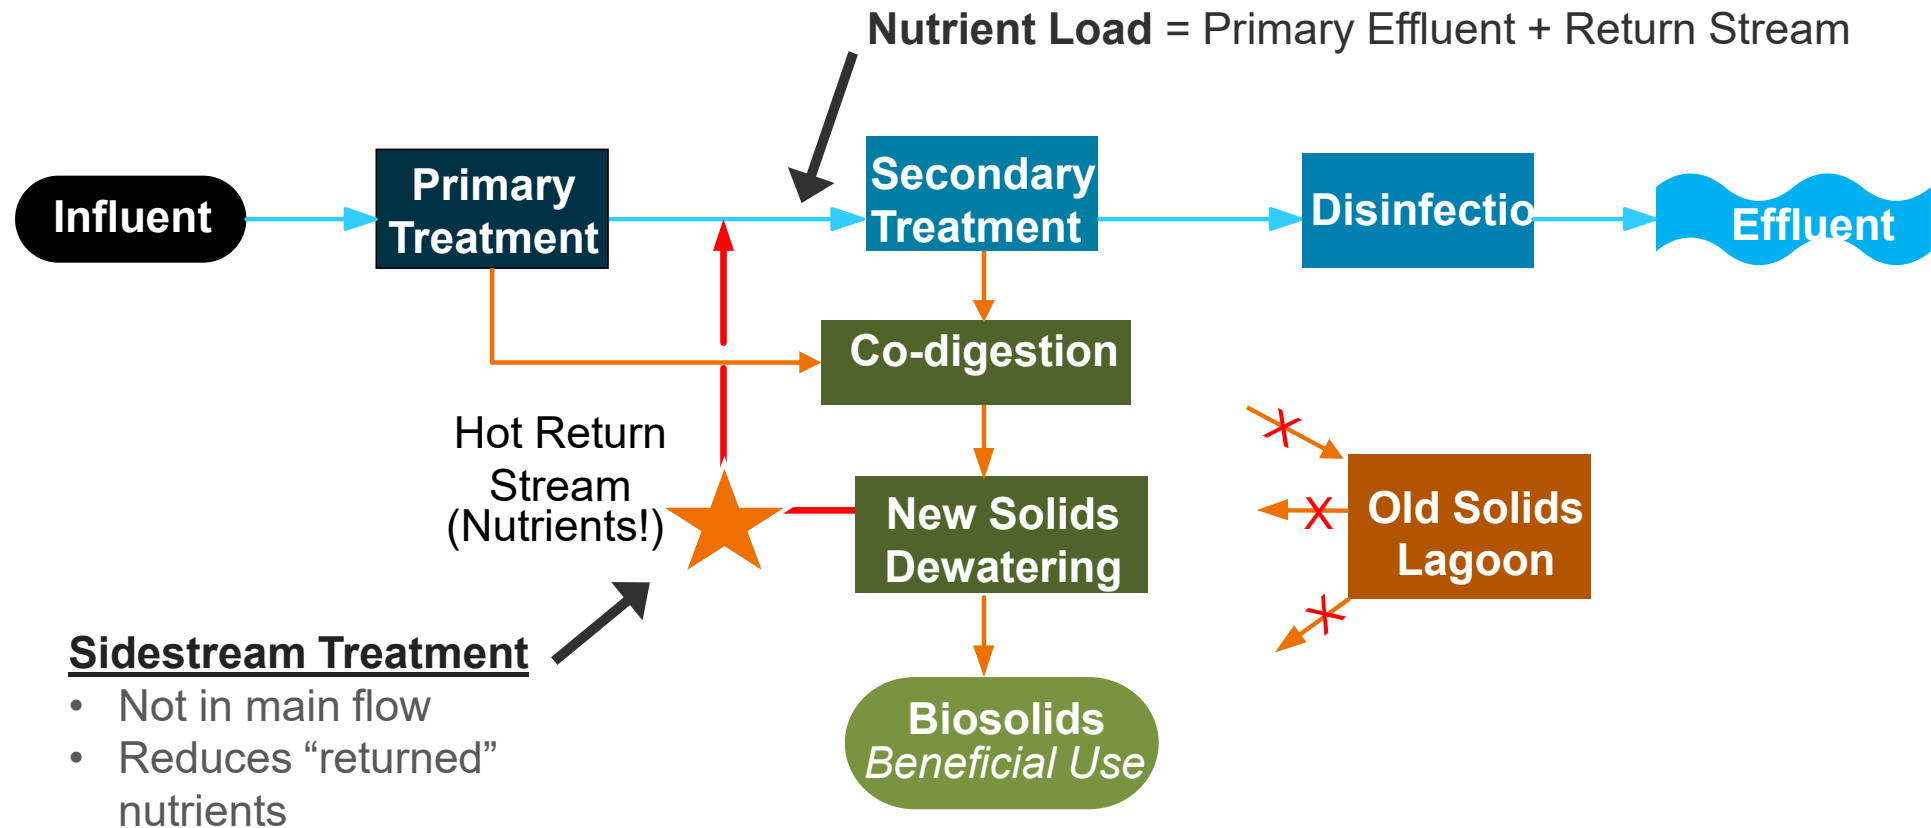 Nutrient Load = Primary Effluent + Return Stream
Influent
Primary
Treatment
Secondary
Treatment
Disinfectio
Effluent
Co-digestion
Hot Return
Stream
(Nutrients!)
New Solids
Dewatering
X
X
X
Old Solids
Lagoon
Sidestream Treatment
• Not in main flow
• Reduces “returned”
nutrients
Biosolids
Beneficial Use